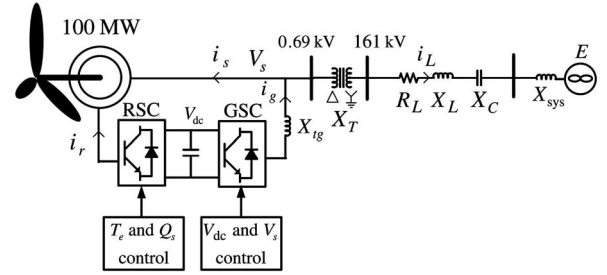 100 MW
i_s
V_s
0.69 kV
161 kV
i_L
E
i_g
R_L
X_L
X_C
X_sys
X_T
X_tg
RSC
V_dc
GSC
i_r
T_e and Q_s
control
V_dc and V_s
control